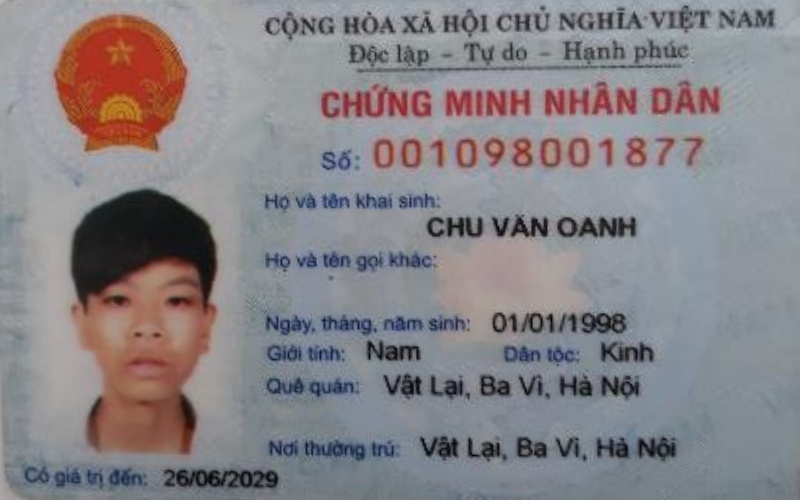 CỘNG HÒA XÃ HỘI CHỦ NGHĨA VIỆT NAM
Độc lập - Tự do - Hạnh phúc
CHỨNG MINH NHÂN DÂN
Số: 001098001877
Họ và tên khai sinh:
CHU VĂN OANH
Họ và tên gọi khác:
Ngày, tháng, năm sinh: 01/01/1998
Giới tính: Nam Dân tộc: Kinh
Quê quán: Vật Lại, Ba Vì, Hà Nội
Nơi thường trú: Vật Lại, Ba Vì, Hà Nội
Có giá trị đến: 26/06/2029